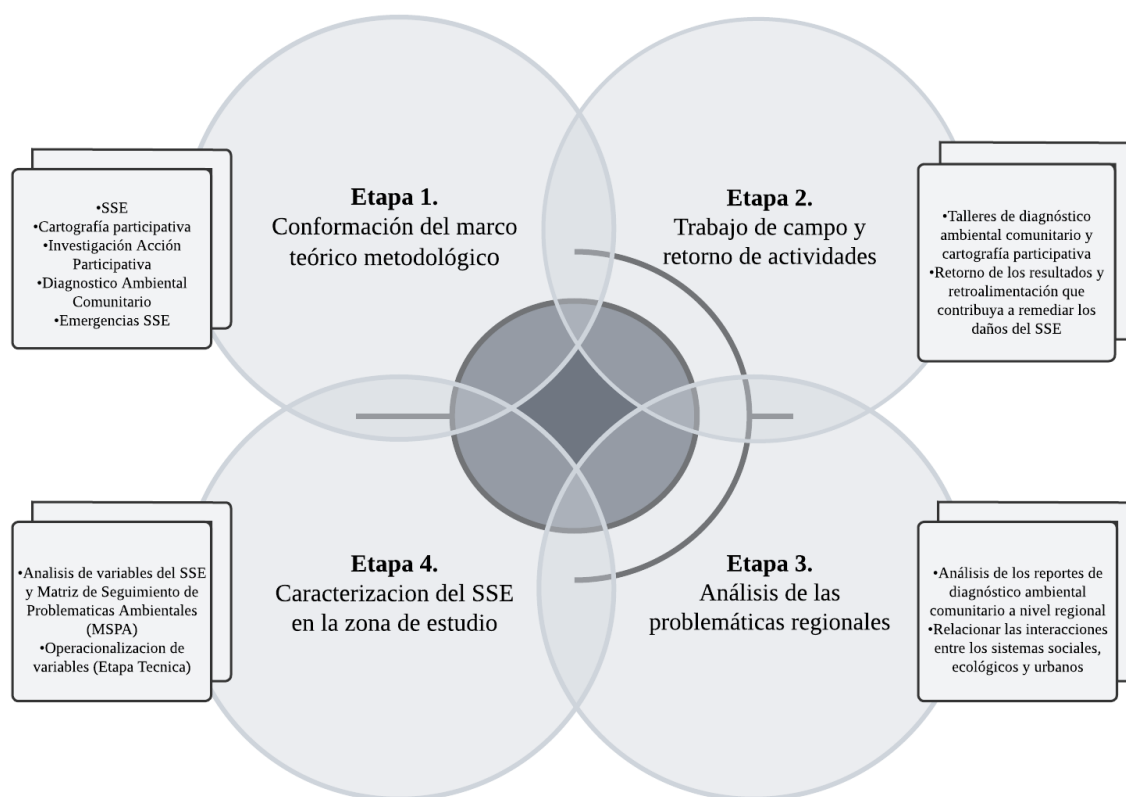 Etapa 1.
Conformación del marco
teórico metodológico
•SSE
•Cartografía participativa
•Investigación Acción
Participativa
•Diagnostico Ambiental
Comunitario
•Emergencias SSE
Etapa 2.
Trabajo de campo y
retorno de actividades
•Talleres de diagnóstico
ambiental comunitario y
cartografía participativa
•Retorno de los resultados y
retroalimentación que
contribuya a remediar los
daños del SSE
Etapa 3.
Análisis de las
problemáticas regionales
•Análisis de los reportes de
diagnóstico ambiental
comunitario a nivel regional
•Relacionar las interacciones
entre los sistemas sociales,
ecológicos y urbanos
Etapa 4.
Caracterizacion del SSE
en la zona de estudio
•Analisis de variables del SSE
y Matriz de Seguimiento de
Problematicas Ambientales
(MSPA)
•Operacionalizacion de
variables (Etapa Tecnica)